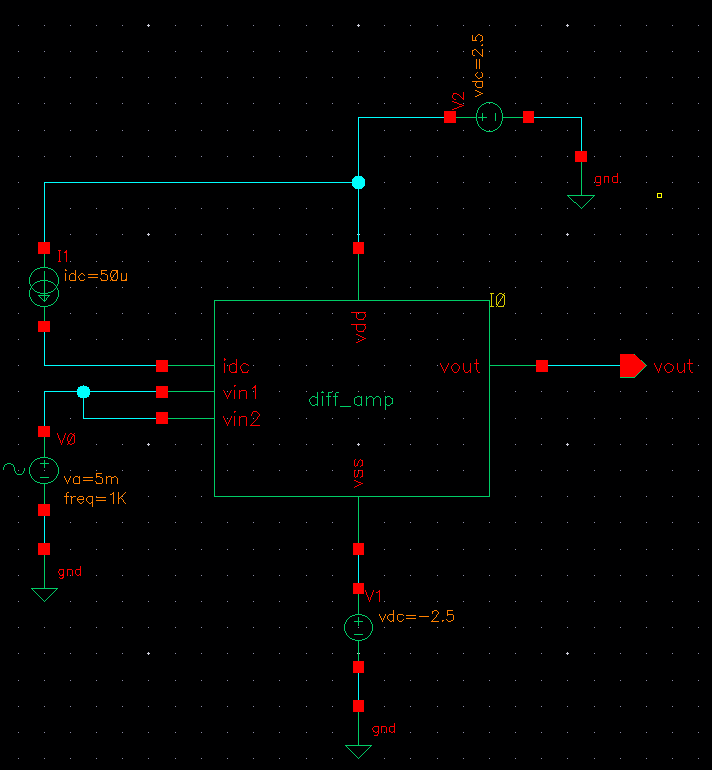 vdc=2.5
V2
+ -
gnd
I1
idc=50u
I0
vdd
idc
vout
vout
vin1
diff_amp
vin2
V0
+
-
va=5m
freq=1K
vss
gnd
V1
vdc=-2.5
+
-
gnd